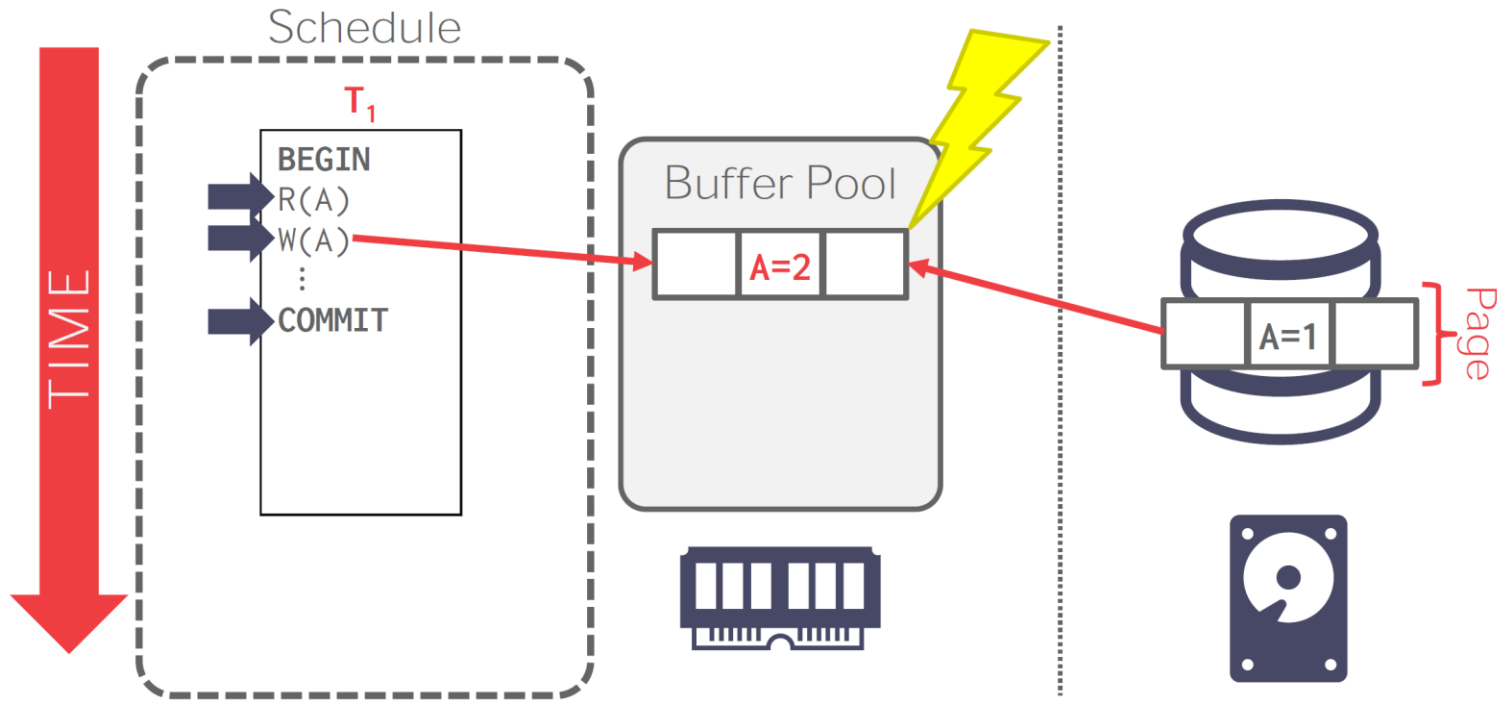 Schedule
TIME
T₁
BEGIN
R(A)
W(A)
⋮
COMMIT
Buffer Pool
A=2
A=1
Page